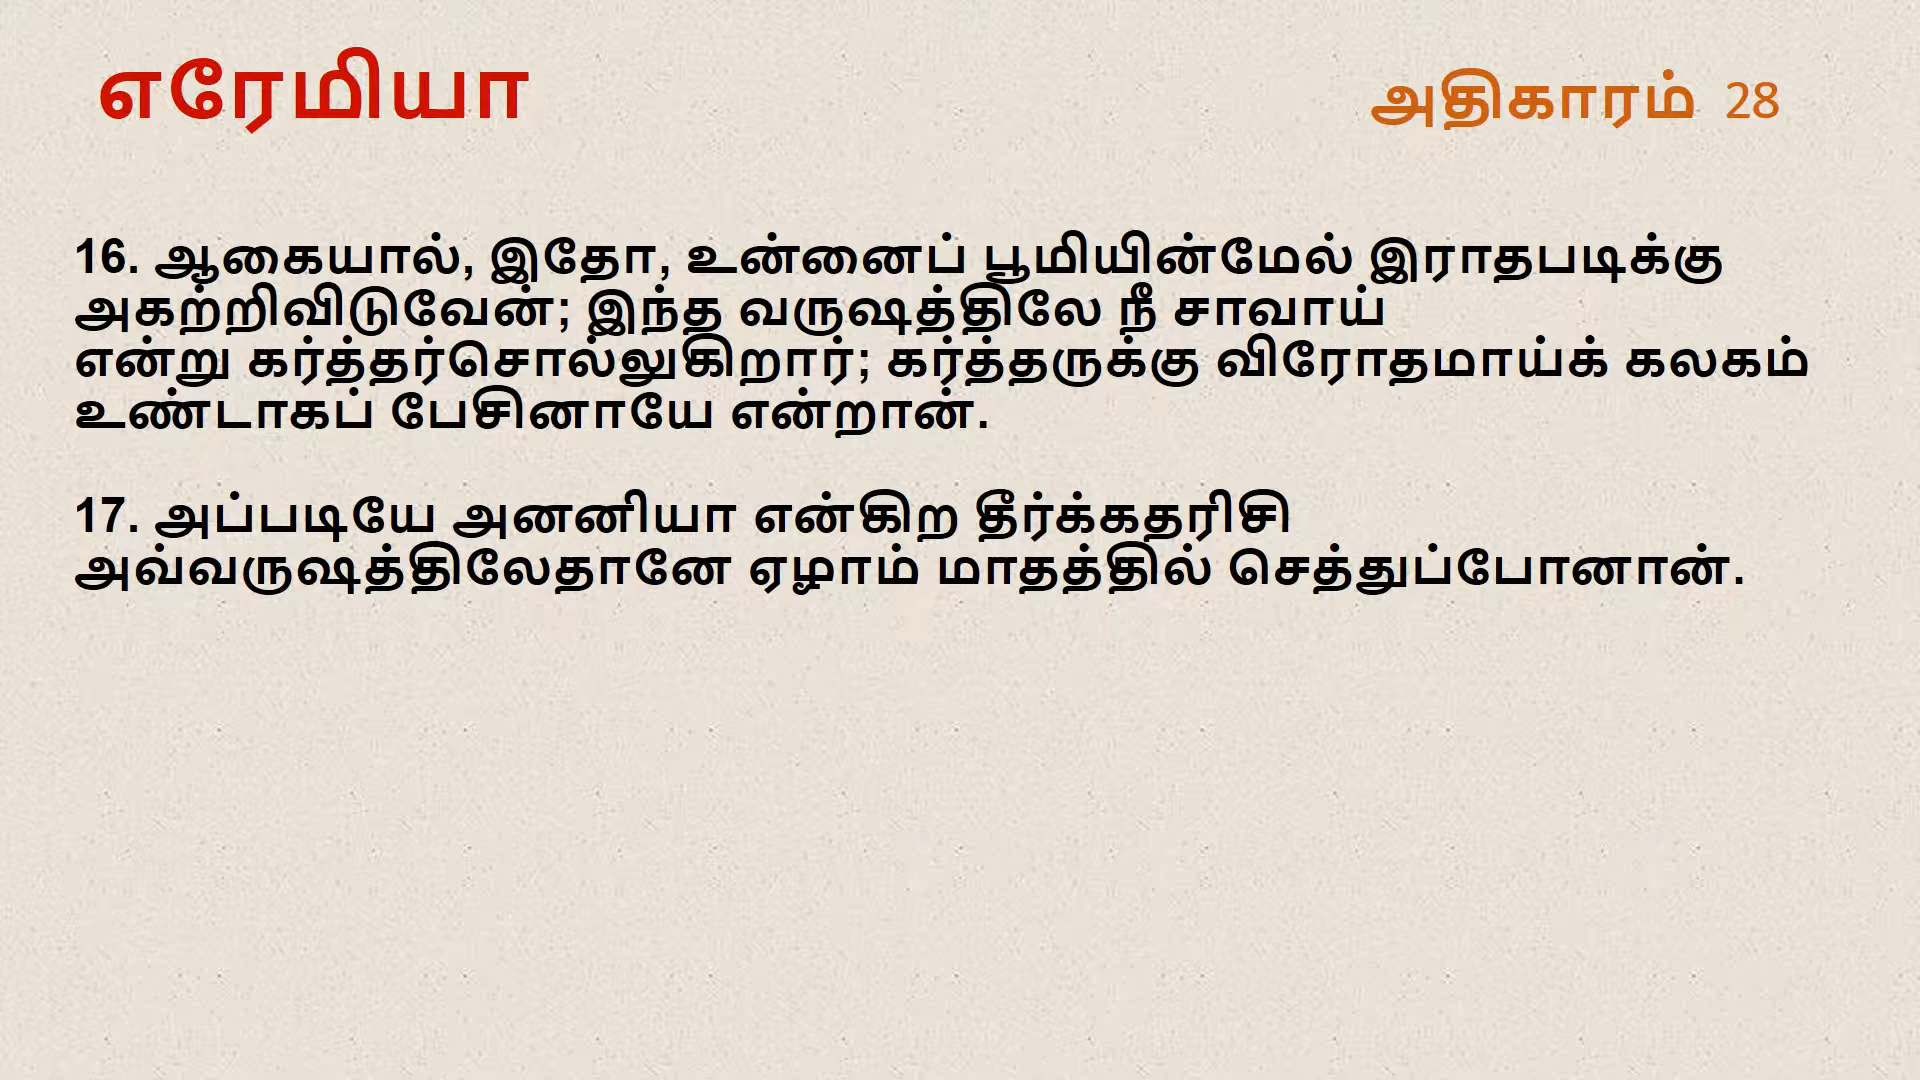 எரேமியா
அதிகாரம் 28
16. ஆகையால், இதோ, உன்னைப் பூமியின்மேல் இராதபடிக்கு
அகற்றிவிடுவேன்; இந்த வருஷத்திலே நீ சாவாய்
என்று கர்த்தர்சொல்லுகிறார்; கர்த்தருக்கு விரோதமாய்க் கலகம்
உண்டாகப் பேசினாயே என்றான்.
17. அப்படியே அனனியா என்கிற தீர்க்கதரிசி
அவ்வருஷத்திலேதானே ஏழாம் மாதத்தில் செத்துப்போனான்.